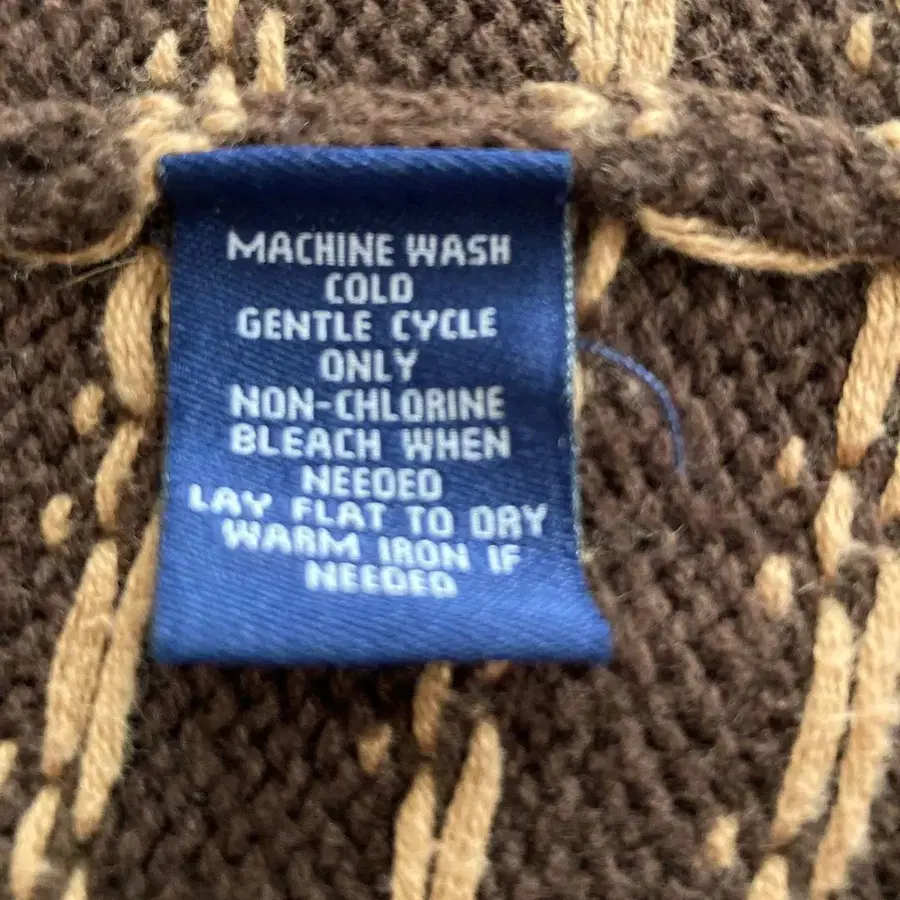 MACHINE WASH
COLD
GENTLE CYCLE
ONLY
NON-CHLORINE
BLEACH WHEN
NEEDED
LAY FLAT TO DRY
WARM IRON IF
NEEDED